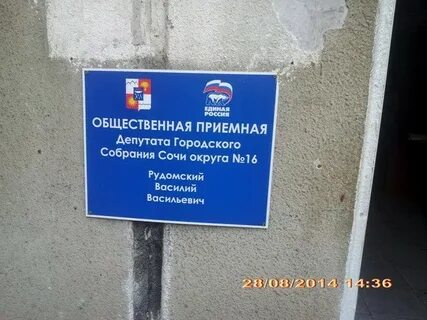 ЕДИНАЯ
РОССИЯ
ОБЩЕСТВЕННАЯ ПРИЕМНАЯ
Депутата Городского
Собрания Сочи округа №16
Рудомский
Василий
Васильевич
28/08/2014 14:36